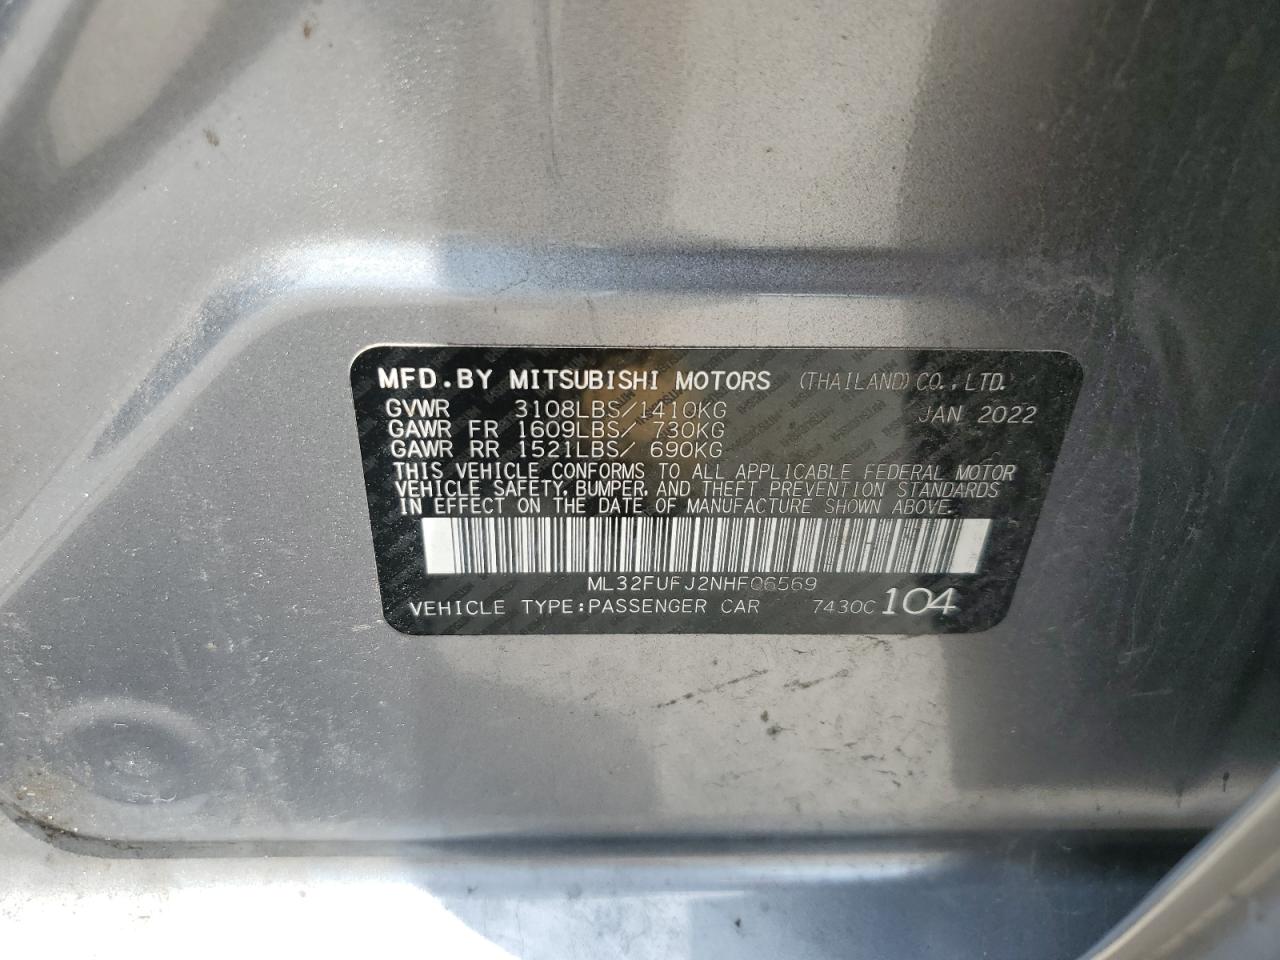 MFD.BY MITSUBISHI MOTORS (THAILAND) CO., LTD.
GVWR 3108LBS/1410KG JAN 2022
GAWR FR 1609LBS/ 730KG
GAWR RR 1521LBS/ 690KG
THIS VEHICLE CONFORMS TO ALL APPLICABLE FEDERAL MOTOR
VEHICLE SAFETY, BUMPER, AND THEFT PREVENTION STANDARDS
IN EFFECT ON THE DATE OF MANUFACTURE SHOWN ABOVE.
ML32FUFJ2NHF06569
VEHICLE TYPE:PASSENGER CAR 7430C 104